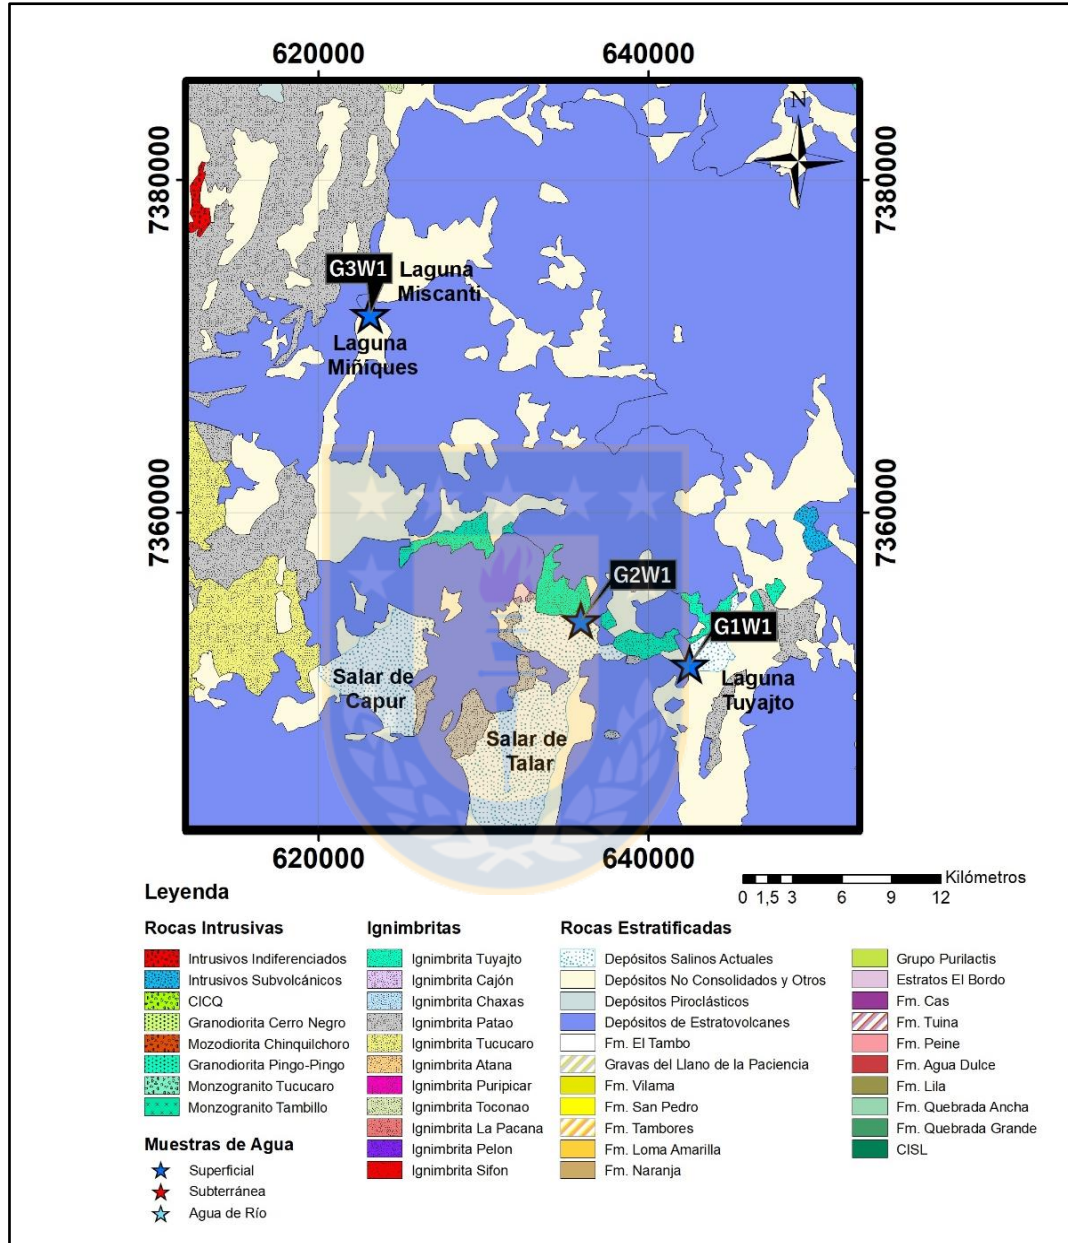 620000
640000
N
7380000
7380000
G3W1
Laguna
Miscanti
Laguna
Miñiques
7360000
7360000
G2W1
G1W1
Laguna
Tuyajto
Salar de
Capur
Salar de
Talar
620000
640000
Kilómetros
0 1,5 3 6 9 12
Leyenda
Rocas Intrusivas
Intrusivos Indiferenciados
Intrusivos Subvolcánicos
CICQ
Granodiorita Cerro Negro
Mozodiorita Chinquilchoro
Granodiorita Pingo-Pingo
Monzogranito Tucucaro
Monzogranito Tambillo
Muestras de Agua
Superficial
Subterránea
Agua de Río
Ignimbritas
Ignimbrita Tuyajto
Ignimbrita Cajón
Ignimbrita Chaxas
Ignimbrita Patao
Ignimbrita Tucucaro
Ignimbrita Atana
Ignimbrita Puripicar
Ignimbrita Toconao
Ignimbrita La Pacana
Ignimbrita Pelon
Ignimbrita Sifon
Rocas Estratificadas
Depósitos Salinos Actuales
Depósitos No Consolidados y Otros
Depósitos Piroclásticos
Depósitos de Estratovolcanes
Fm. El Tambo
Gravas del Llano de la Paciencia
Fm. Vilama
Fm. San Pedro
Fm. Tambores
Fm. Loma Amarilla
Fm. Naranja
Grupo Purilactis
Estratos El Bordo
Fm. Cas
Fm. Tuina
Fm. Peine
Fm. Agua Dulce
Fm. Lila
Fm. Quebrada Ancha
Fm. Quebrada Grande
CISL